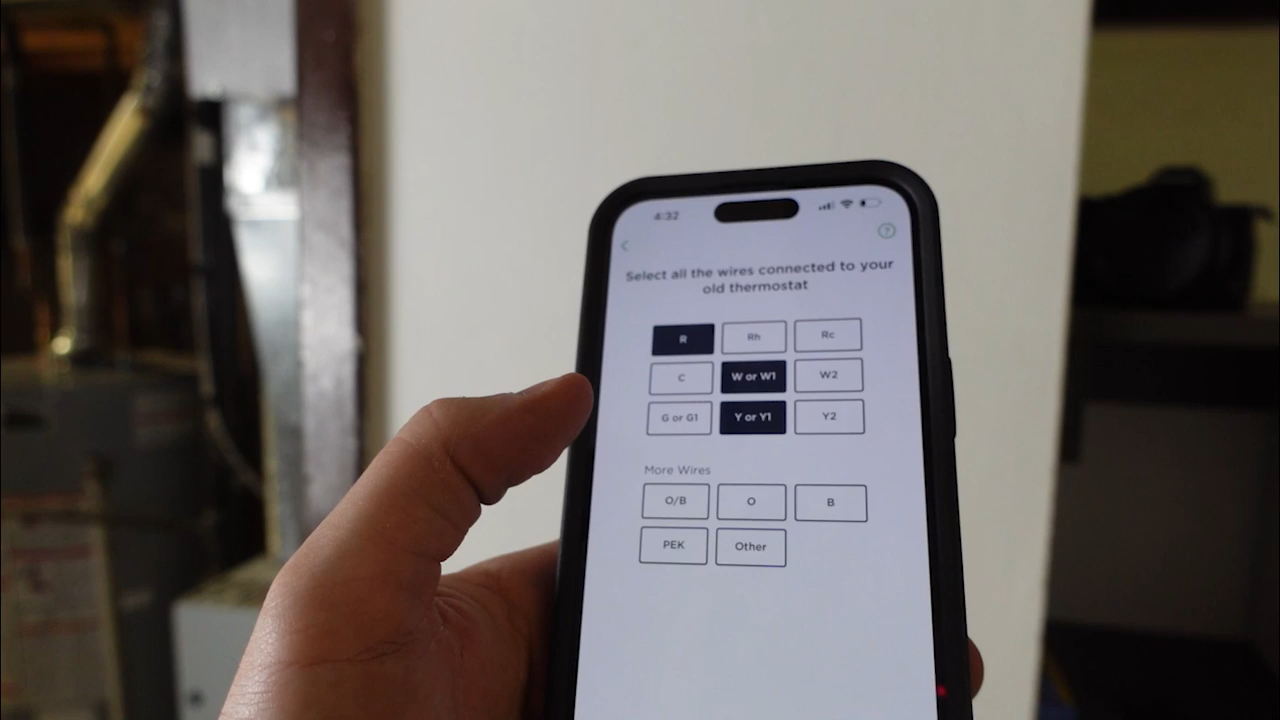 4:32
Select all the wires connected to your
old thermostat
R
Rh
Rc
C
W or W1
W2
G or G1
Y or Y1
Y2
More Wires
O/B
O
B
PEK
Other